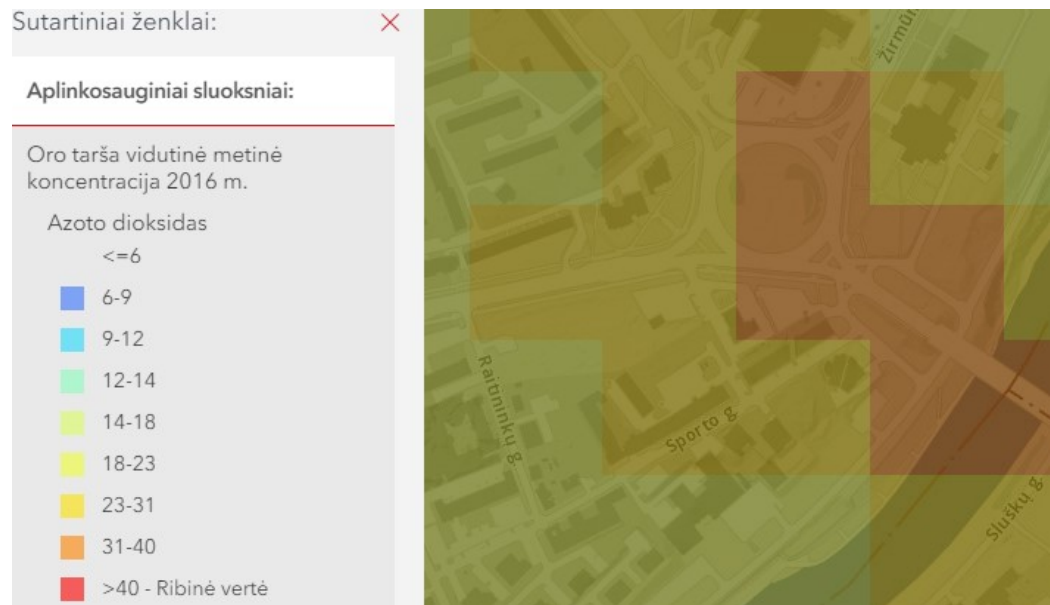 Sutartiniai ženklai:
Aplinkosauginiai sluoksniai:
Oro tarša vidutinė metinė
koncentracija 2016 m.
Azoto dioksidas
<=6
6-9
9-12
12-14
14-18
18-23
23-31
31-40
>40 - Ribinė vertė
Raitininkų g
Sporto g
Slušku̧ g